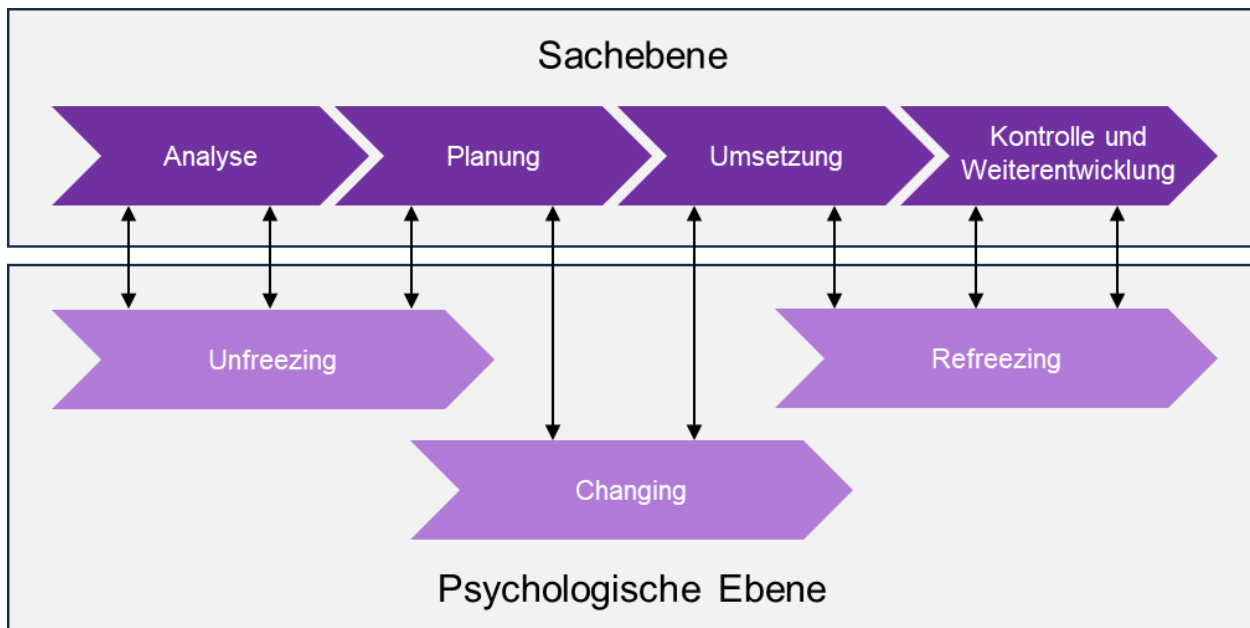 Sachebene
Analyse
Planung
Umsetzung
Kontrolle und
Weiterentwicklung
Unfreezing
Refreezing
Changing
Psychologische Ebene